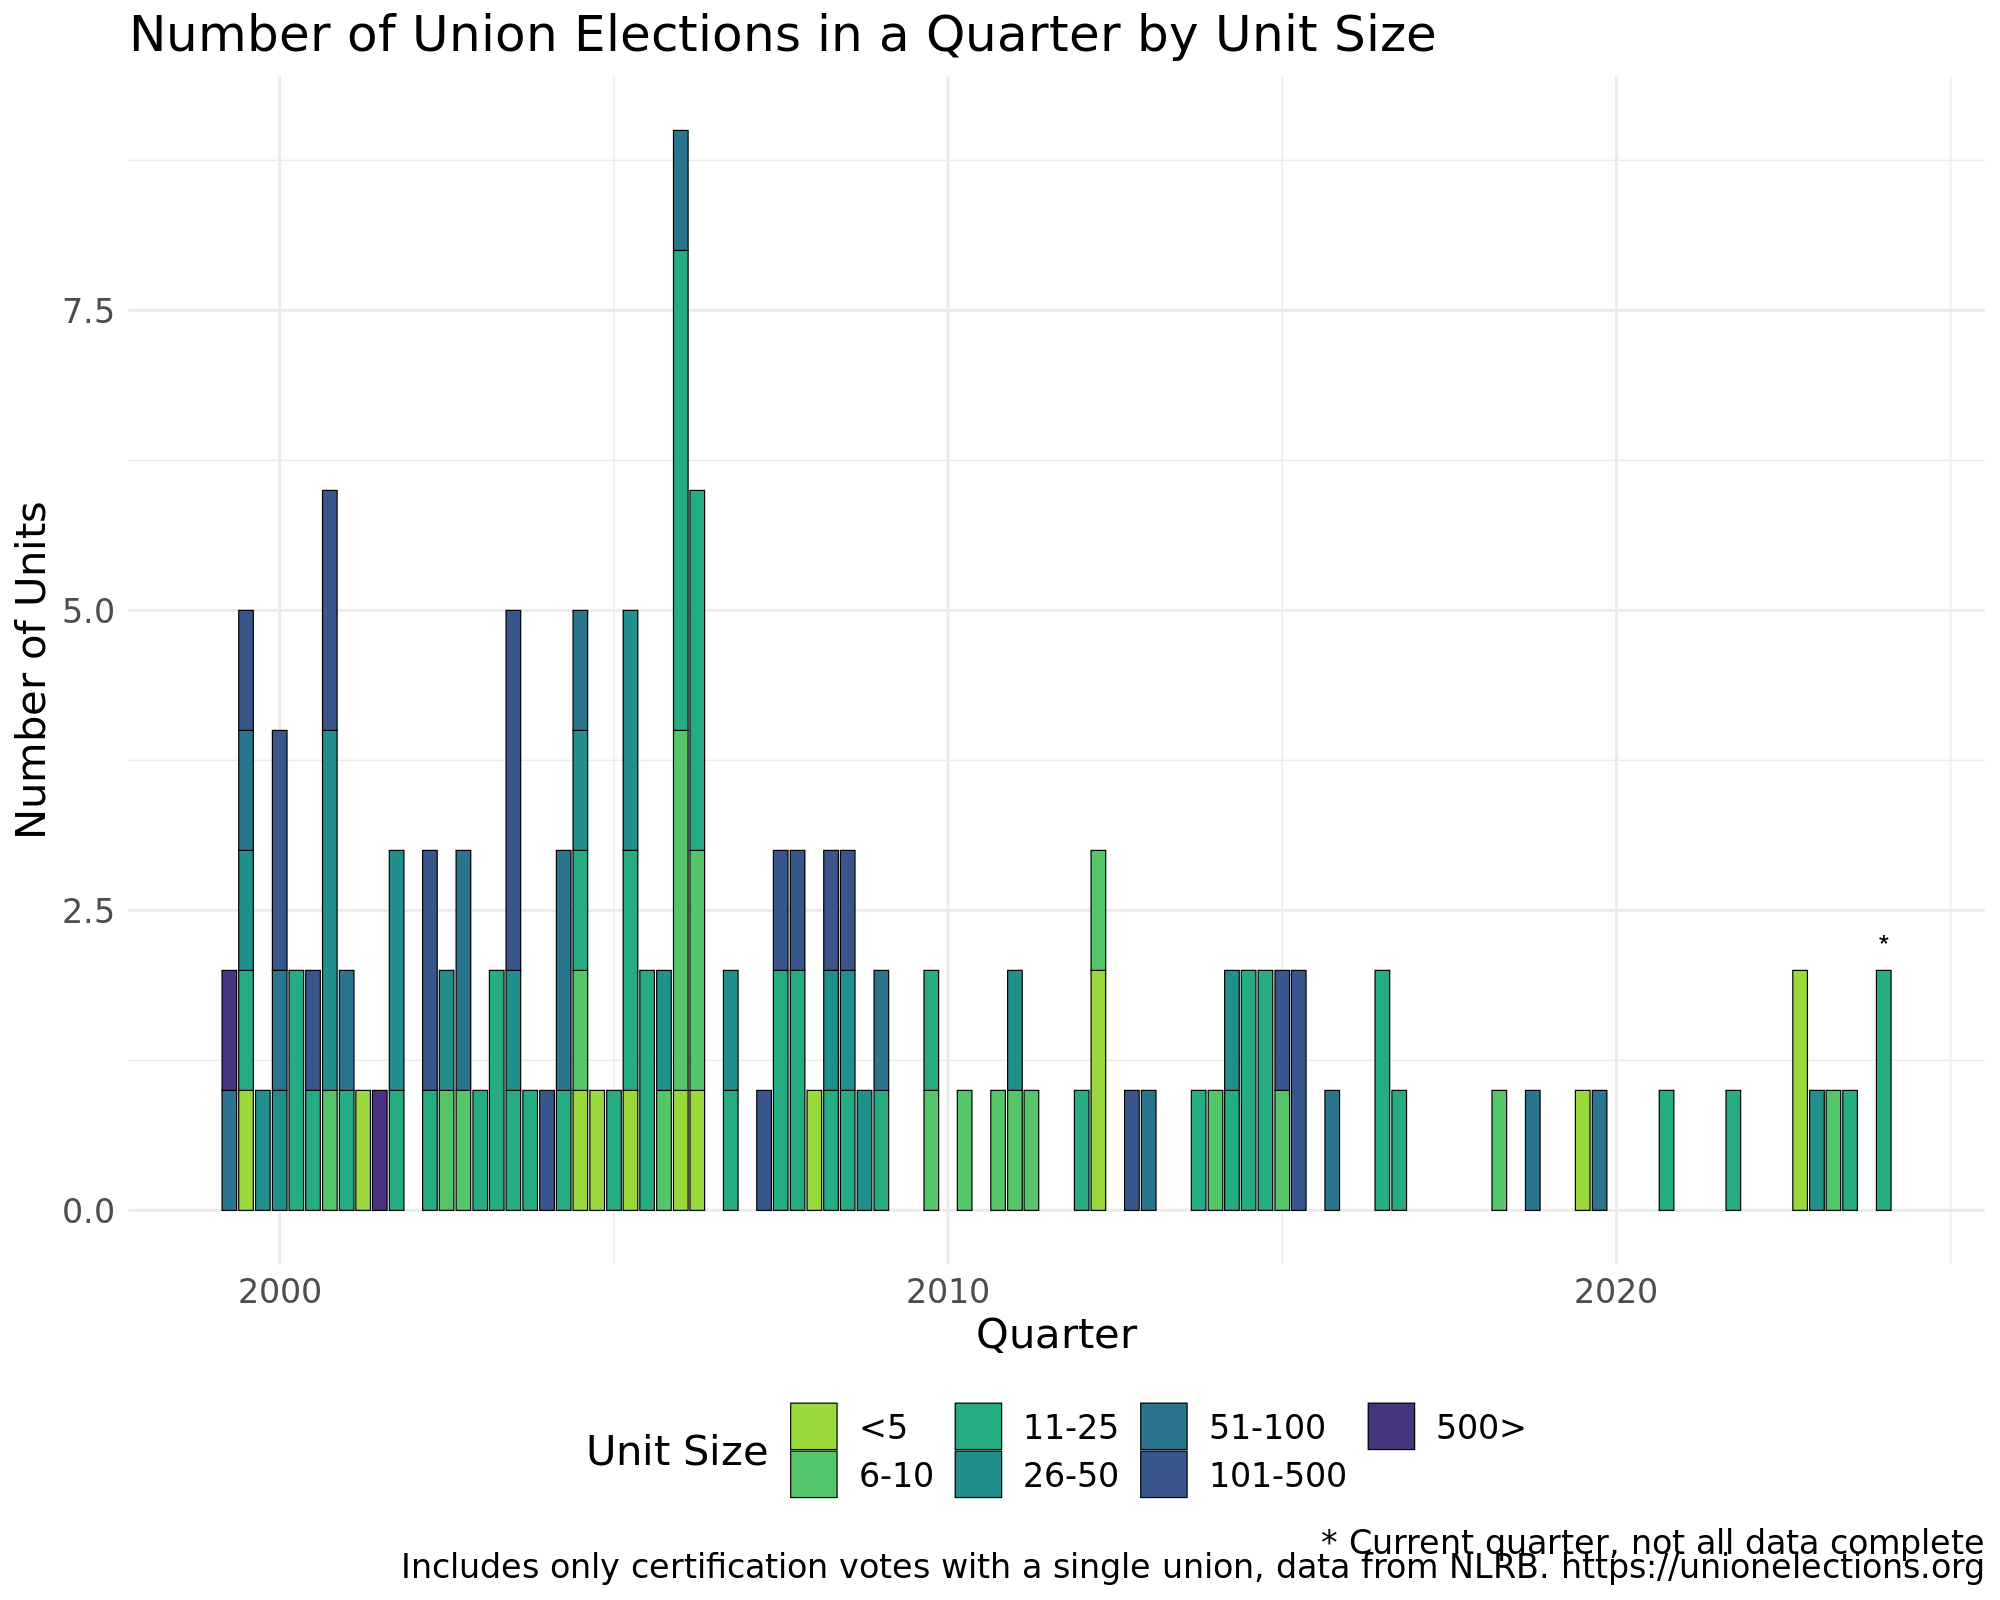 Number of Union Elections in a Quarter by Unit Size
Number of Units
7.5
5.0
2.5
0.0
*
2000 2010 2020
Quarter
Unit Size
<5 11-25 51-100 500>
6-10 26-50 101-500
* Current quarter, not all data complete
Includes only certification votes with a single union, data from NLRB. https://unionelections.org